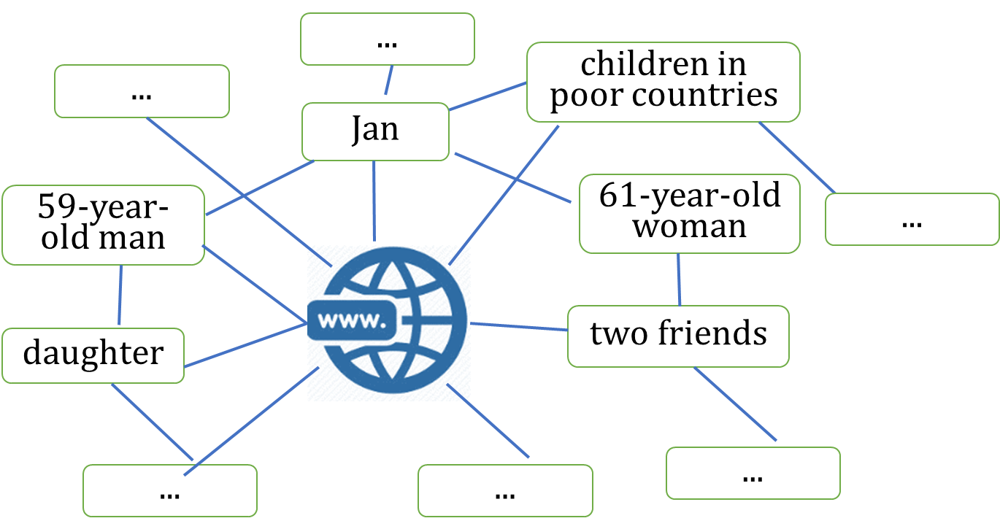 ...
...
children in
poor countries
Jan
59-year-
old man
61-year-old
woman
...
www.
two friends
daughter
...
...
...